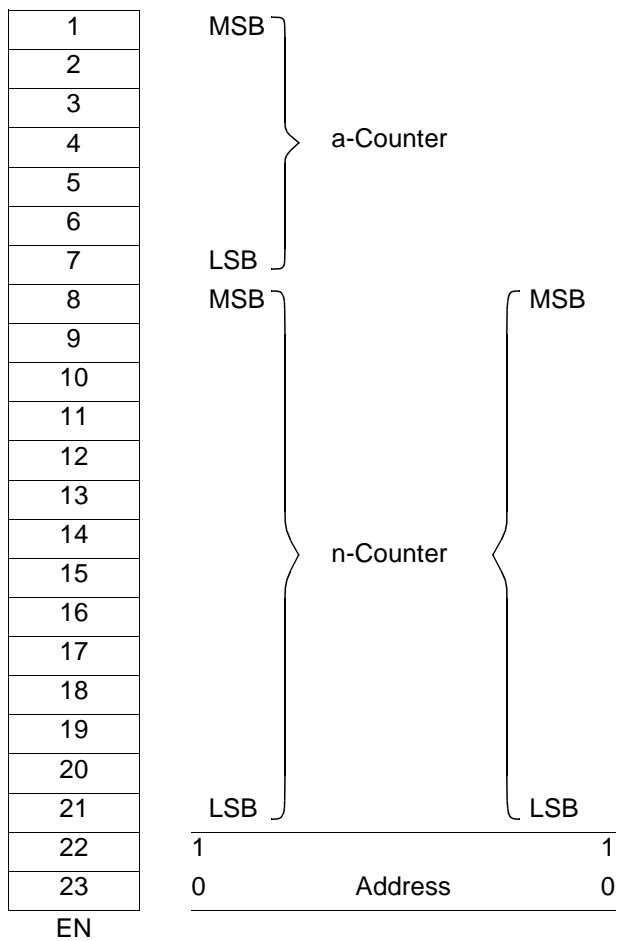 1 MSB
2
3
4 a-Counter
5
6
7 LSB
8 MSB MSB
9
10
11
12
13
14
15 n-Counter
16
17
18
19
20
21 LSB LSB
22 1 1
23 0 Address 0
EN